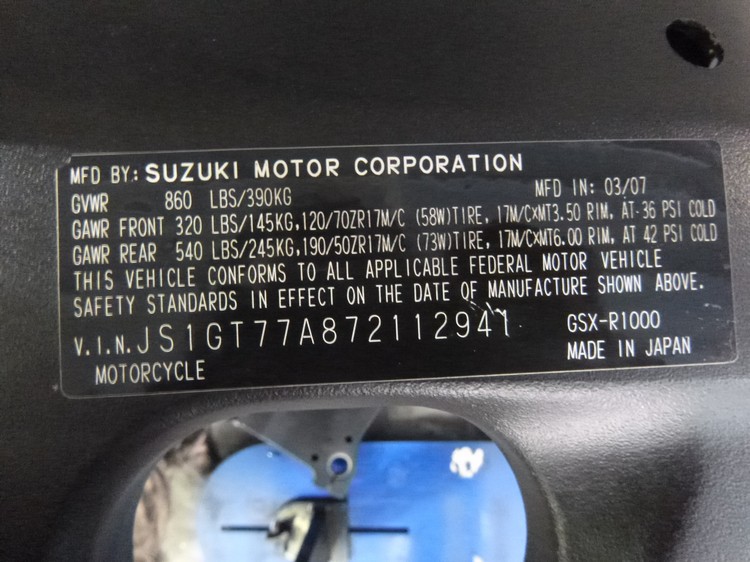 MFD BY: SUZUKI MOTOR CORPORATION
GVWR 860 LBS/390KG MFD IN: 03/07
GAWR FRONT 320 LBS/145KG,120/70ZR17M/C (58W)TIRE, 17M/C×MT3.50 RIM, AT-36 PSI COLD
GAWR REAR 540 LBS/245KG,190/50ZR17M/C (73W)TIRE, 17M/C×MT6.00 RIM, AT 42 PSI COLD
THIS VEHICLE CONFORMS TO ALL APPLICABLE FEDERAL MOTOR VEHICLE
SAFETY STANDARDS IN EFFECT ON THE DATE OF MANUFACTURE SHOWN ABOVE.
V.I.N. JS1GT77A872112941 GSX-R1000
MOTORCYCLE MADE IN JAPAN